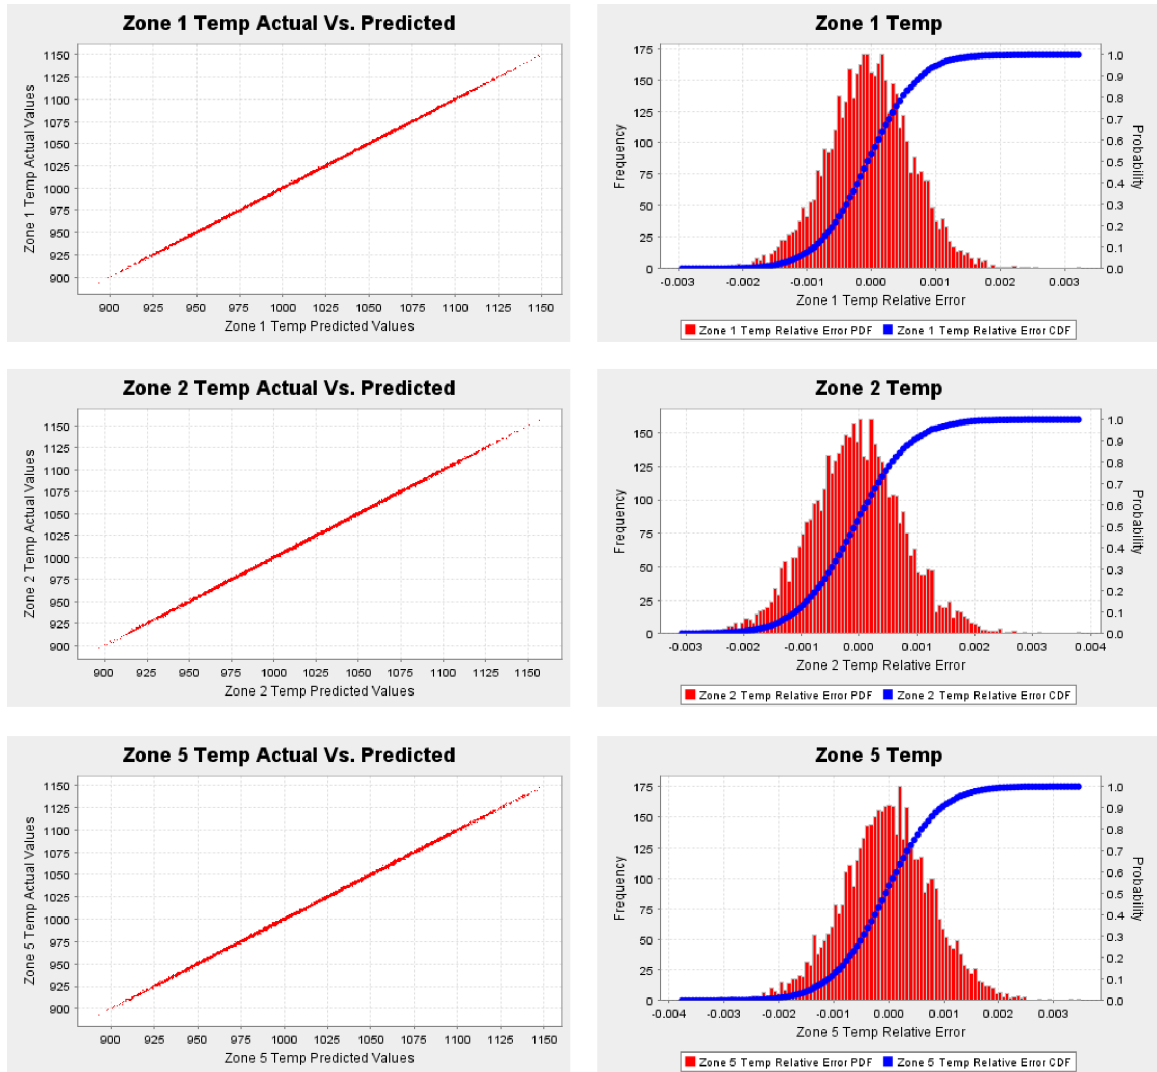 Zone 1 Temp Actual Vs. Predicted
Zone 1 Temp Actual Values
1150
1125
1100
1075
1050
1025
1000
975
950
925
900
900 925 950 975 1000 1025 1050 1075 1100 1125 1150
Zone 1 Temp Predicted Values
Zone 1 Temp
Frequency
175
150
125
100
75
50
25
0
1.0
0.9
0.8
0.7
0.6
0.5
0.4
0.3
0.2
0.1
0.0
Probability
-0.003 -0.002 -0.001 0.000 0.001 0.002 0.003
Zone 1 Temp Relative Error
Zone 1 Temp Relative Error PDF Zone 1 Temp Relative Error CDF
Zone 2 Temp Actual Vs. Predicted
Zone 2 Temp Actual Values
1150
1125
1100
1075
1050
1025
1000
975
950
925
900
900 925 950 975 1000 1025 1050 1075 1100 1125 1150
Zone 2 Temp Predicted Values
Zone 2 Temp
Frequency
150
125
100
75
50
25
0
1.0
0.9
0.8
0.7
0.6
0.5
0.4
0.3
0.2
0.1
0.0
Probability
-0.003 -0.002 -0.001 0.000 0.001 0.002 0.003 0.004
Zone 2 Temp Relative Error
Zone 2 Temp Relative Error PDF Zone 2 Temp Relative Error CDF
Zone 5 Temp Actual Vs. Predicted
Zone 5 Temp Actual Values
1150
1125
1100
1075
1050
1025
1000
975
950
925
900
900 925 950 975 1000 1025 1050 1075 1100 1125 1150
Zone 5 Temp Predicted Values
Zone 5 Temp
Frequency
175
150
125
100
75
50
25
0
1.0
0.9
0.8
0.7
0.6
0.5
0.4
0.3
0.2
0.1
0.0
Probability
-0.004 -0.003 -0.002 -0.001 0.000 0.001 0.002 0.003
Zone 5 Temp Relative Error
Zone 5 Temp Relative Error PDF Zone 5 Temp Relative Error CDF